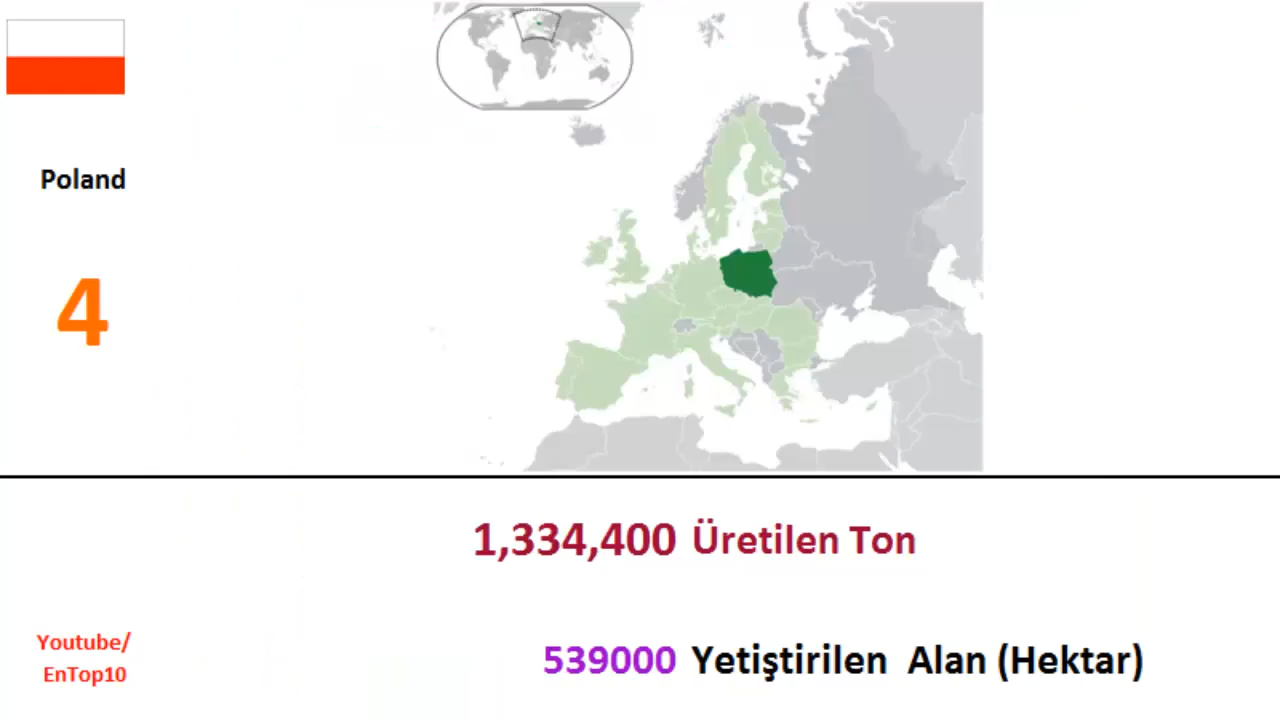 Poland
4
1,334,400 Üretilen Ton
539000 Yetiştirilen Alan (Hektar)
Youtube/
EnTop10